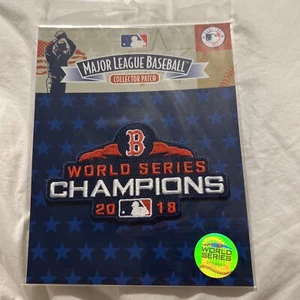 MAJOR LEAGUE BASEBALL
COLLECTOR PATCH
B
WORLD SERIES
CHAMPIONS
20 18
WORLD SERIES